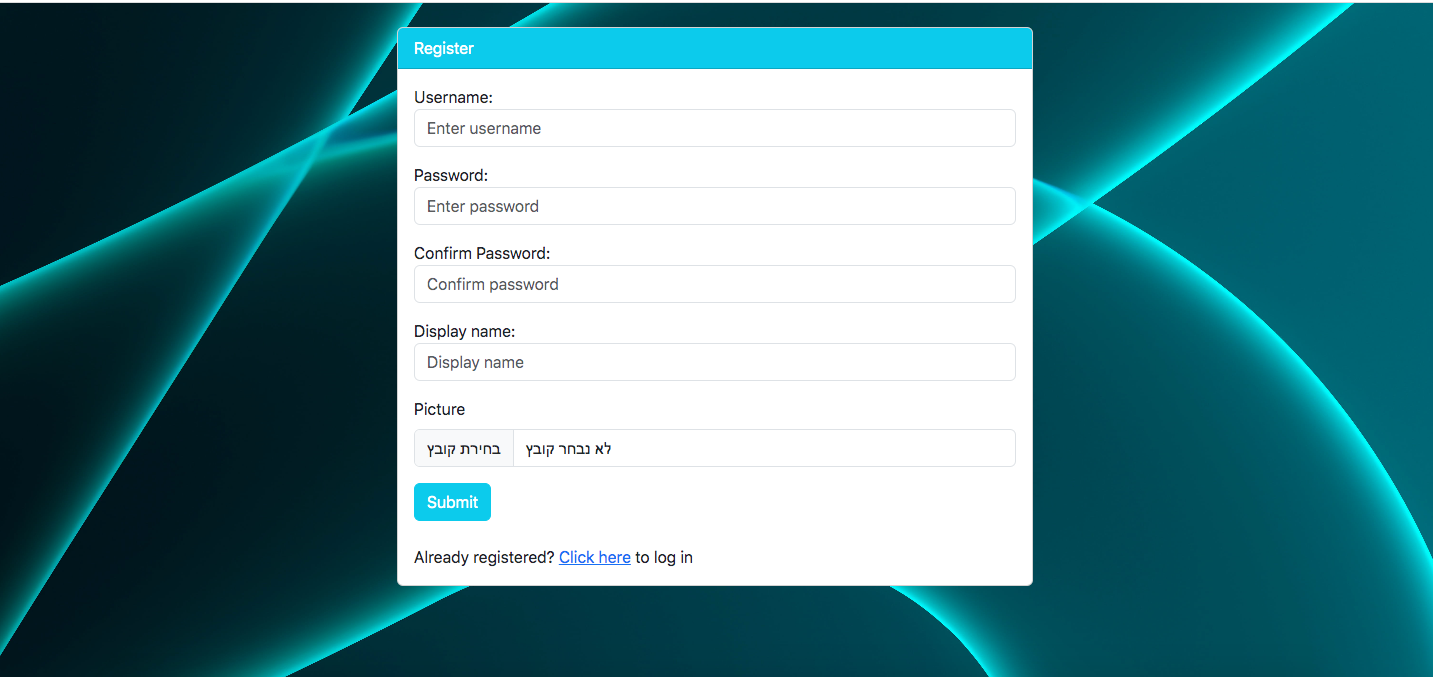 Register
Username:
Enter username
Password:
Enter password
Confirm Password:
Confirm password
Display name:
Display name
Picture
בחירת קובץ
לא נבחר קובץ
Submit
Already registered? Click here to log in